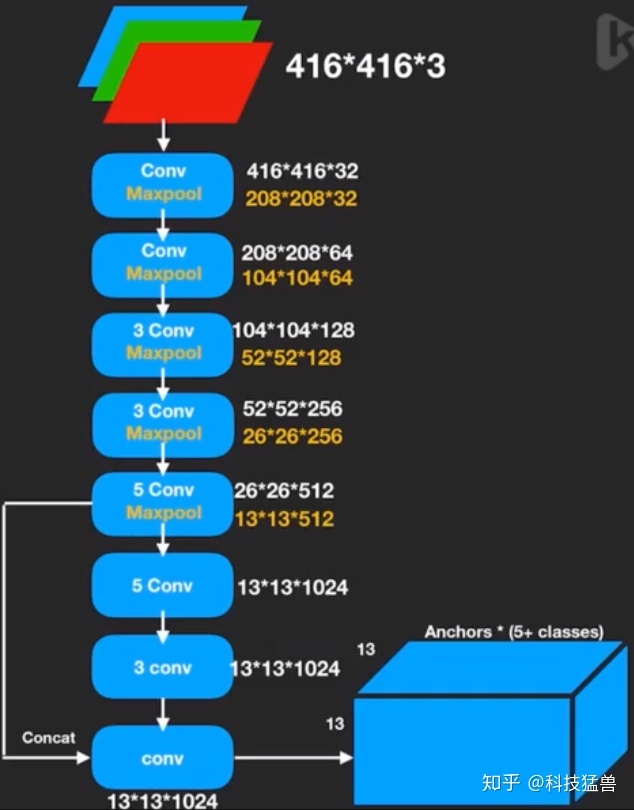 416*416*3
Conv
Maxpool
416*416*32
208*208*32
Conv
Maxpool
208*208*64
104*104*64
3 Conv
Maxpool
104*104*128
52*52*128
3 Conv
Maxpool
52*52*256
26*26*256
5 Conv
Maxpool
26*26*512
13*13*512
5 Conv
13*13*1024
3 conv
13*13*1024
Anchors * (5+ classes)
13
13
Concat
conv
13*13*1024
知乎 @科技猛兽